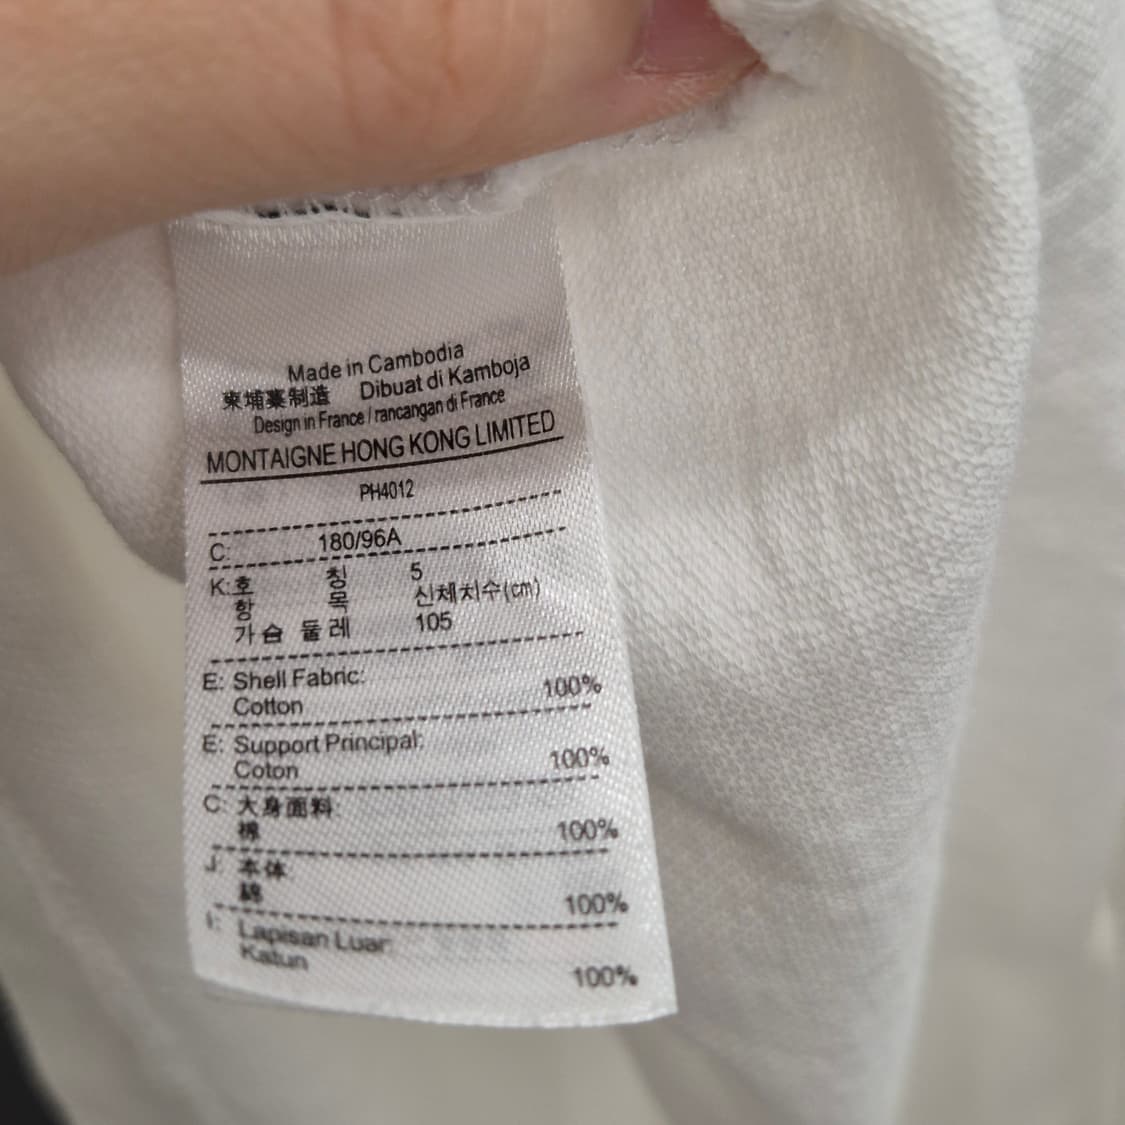 Made in Cambodia
柬埔寨制造 Dibuat di Kamboja
Design in France / rancangan di France
MONTAIGNE HONG KONG LIMITED
PH4012
C: 180/96A
K: 호 칭 5
항 목 신체치수(cm)
가슴 둘레 105
E: Shell Fabric:
Cotton 100%
E: Support Principal:
Coton 100%
C: 大身面料:
棉 100%
J: 本体
綿 100%
I: Lapisan Luar:
Katun 100%